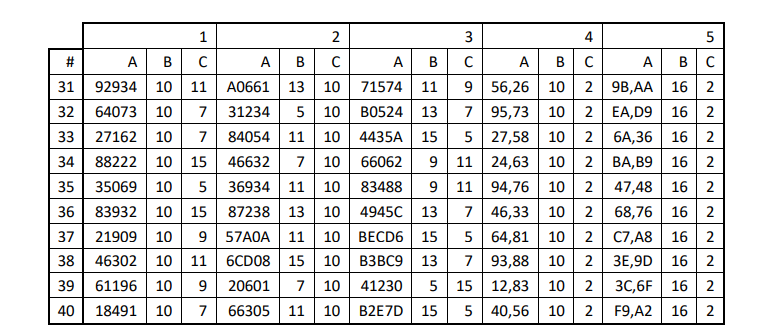 1 2 3 4 5
# A B C A B C A B C A B C A B C
31 92934 10 11 A0661 13 10 71574 11 9 56,26 10 2 9B,AA 16 2
32 64073 10 7 31234 5 10 B0524 13 7 95,73 10 2 EA,D9 16 2
33 27162 10 7 84054 11 10 4435A 15 5 27,58 10 2 6A,36 16 2
34 88222 10 15 46632 7 10 66062 9 11 24,63 10 2 BA,B9 16 2
35 35069 10 5 36934 11 10 83488 9 11 94,76 10 2 47,48 16 2
36 83932 10 15 87238 13 10 4945C 13 7 46,33 10 2 68,76 16 2
37 21909 10 9 57A0A 11 10 BECD6 15 5 64,81 10 2 C7,A8 16 2
38 46302 10 11 6CD08 15 10 B3BC9 13 7 93,88 10 2 3E,9D 16 2
39 61196 10 9 20601 7 10 41230 5 15 12,83 10 2 3C,6F 16 2
40 18491 10 7 66305 11 10 B2E7D 15 5 40,56 10 2 F9,A2 16 2